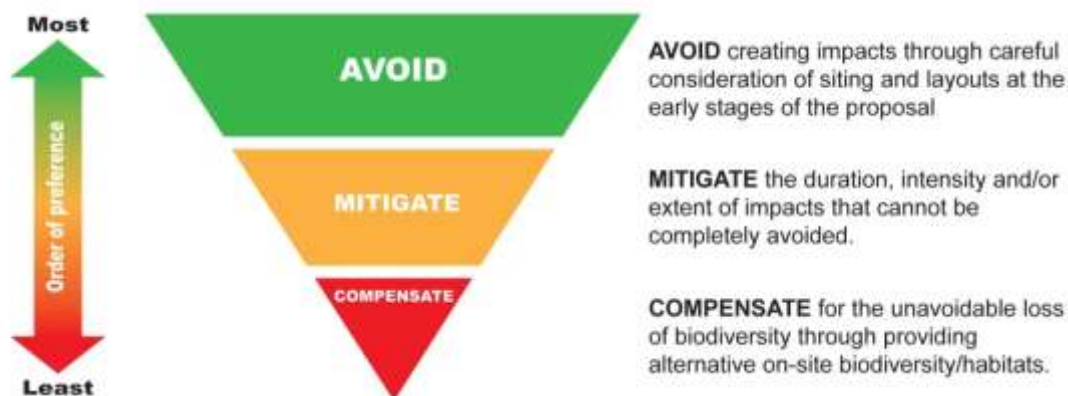 Most
Order of preference
Least
AVOID
MITIGATE
COMPENSATE
AVOID creating impacts through careful
consideration of siting and layouts at the
early stages of the proposal
MITIGATE the duration, intensity and/or
extent of impacts that cannot be
completely avoided.
COMPENSATE for the unavoidable loss
of biodiversity through providing
alternative on-site biodiversity/habitats.